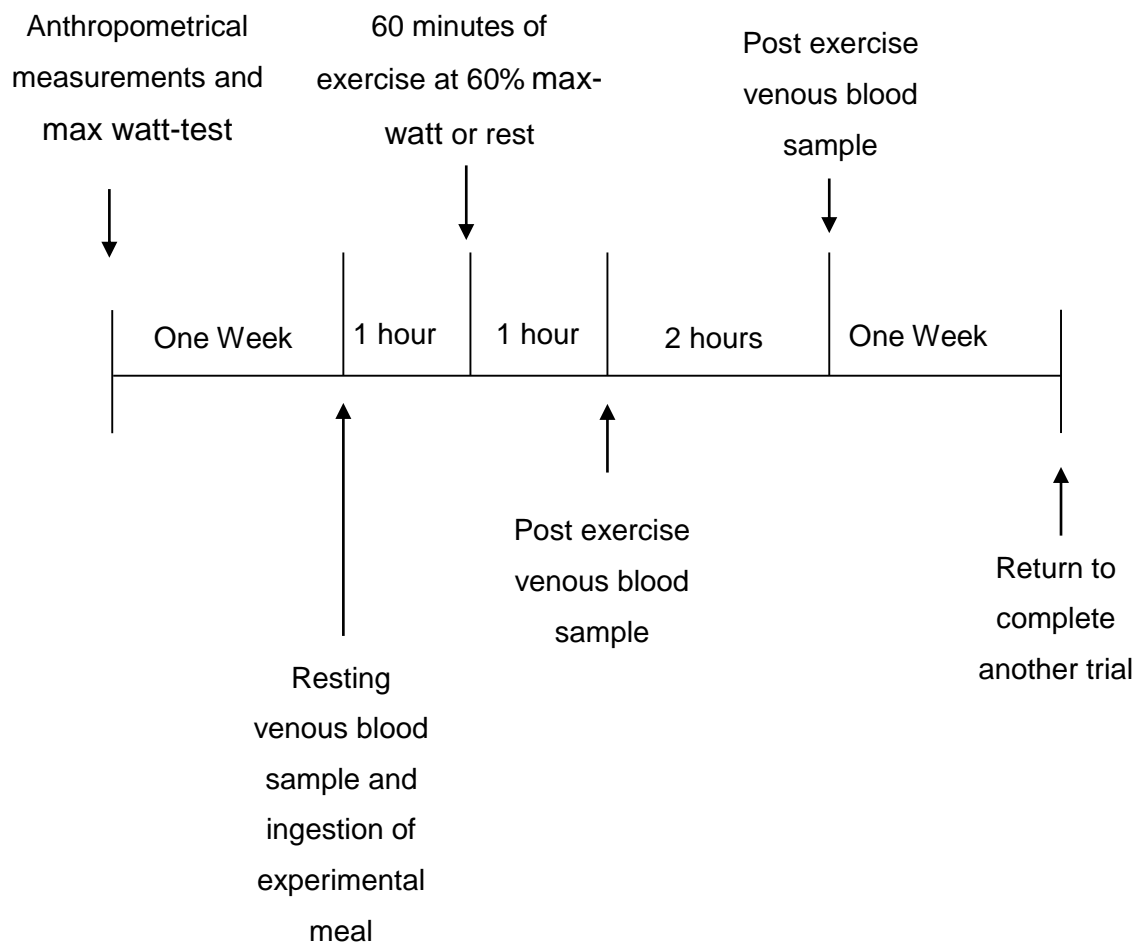 Anthropometrical
measurements and
max watt-test
60 minutes of
exercise at 60% max-
watt or rest
Post exercise
venous blood
sample
One Week
1 hour
1 hour
2 hours
One Week
Resting
venous blood
sample and
ingestion of
experimental
meal
Post exercise
venous blood
sample
Return to
complete
another trial